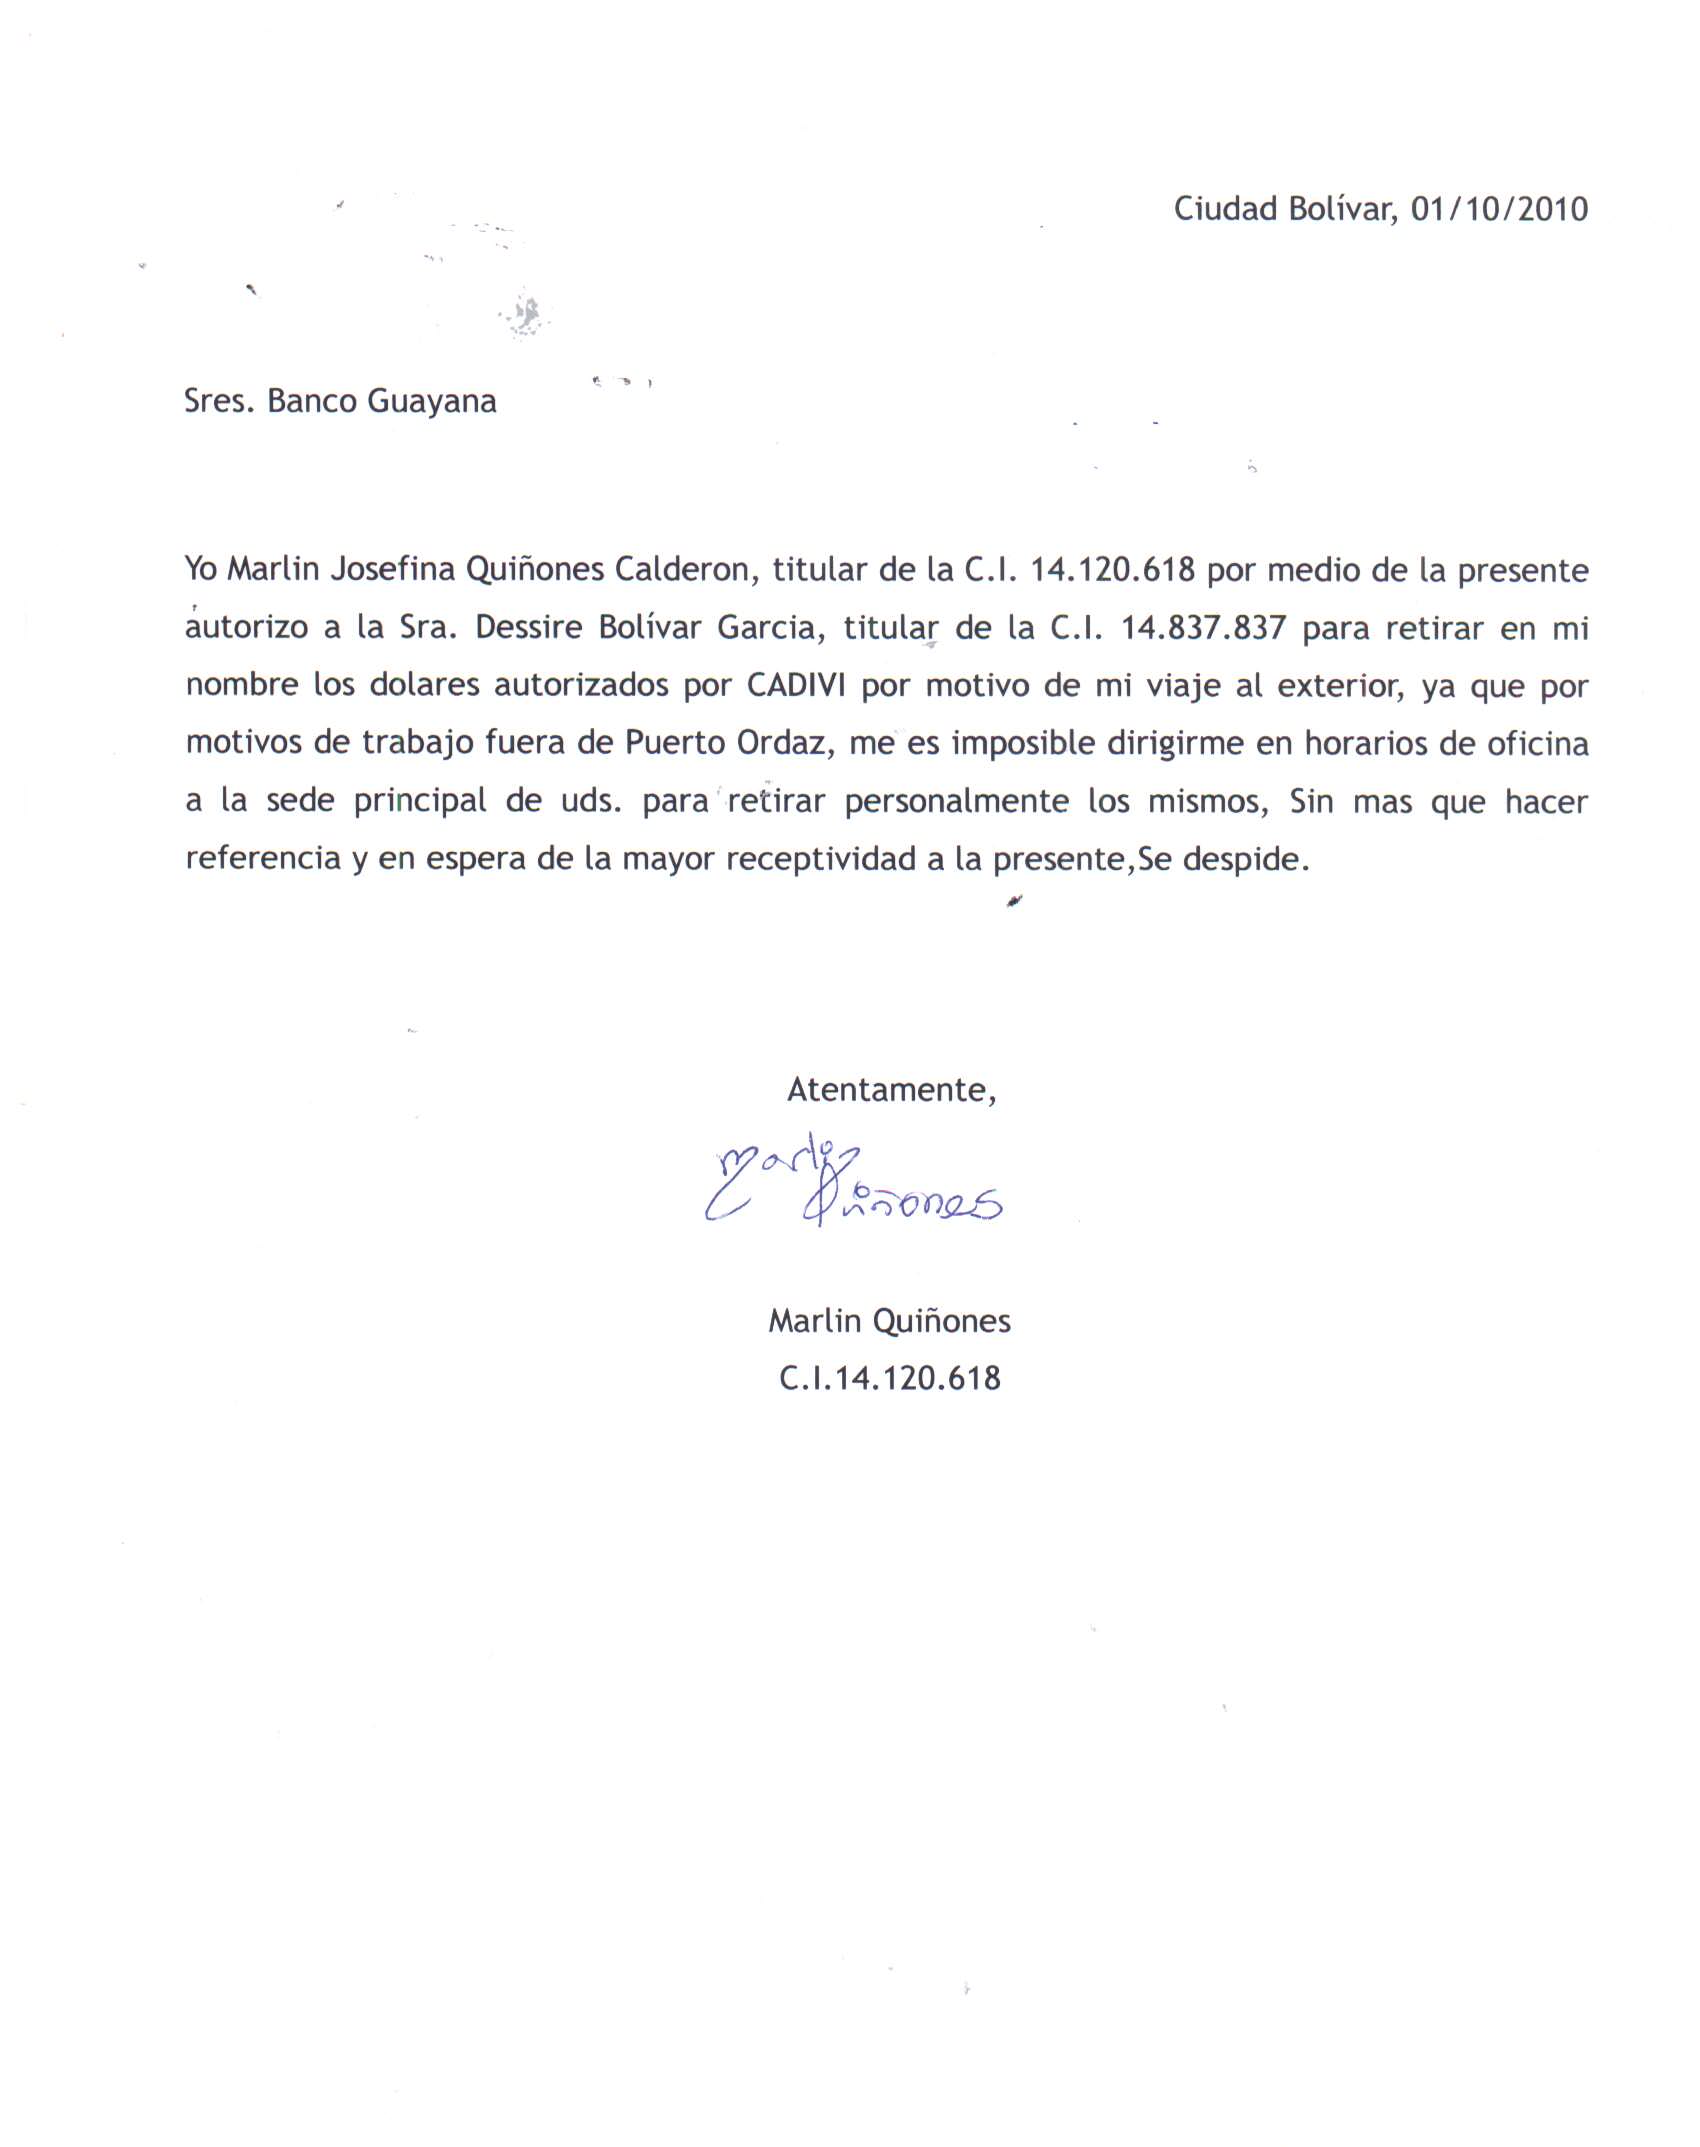 Ciudad Bolívar, 01/10/2010
Sres. Banco Guayana
Yo Marlin Josefina Quiñones Calderon, titular de la C.I. 14.120.618 por medio de la presente
autorizo a la Sra. Dessire Bolívar Garcia, titular de la C.I. 14.837.837 para retirar en mi
nombre los dolares autorizados por CADIVI por motivo de mi viaje al exterior, ya que por
motivos de trabajo fuera de Puerto Ordaz, me es imposible dirigirme en horarios de oficina
a la sede principal de uds. para retirar personalmente los mismos, Sin mas que hacer
referencia y en espera de la mayor receptividad a la presente,Se despide.
Atentamente,
Marlin
Quiñones
Marlin Quiñones
C.I.14.120.618